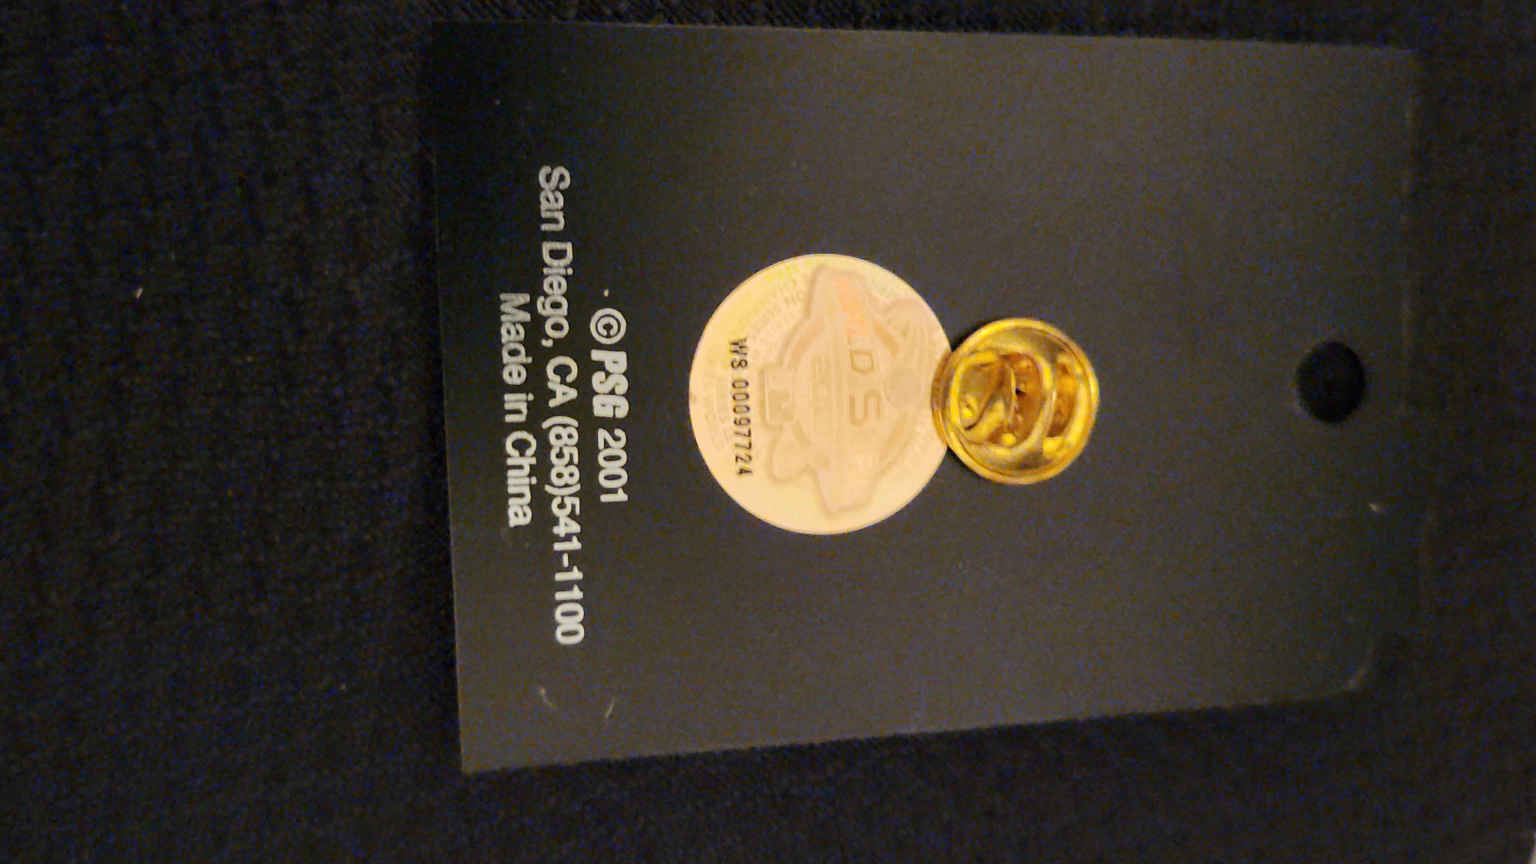 WS 00097724
© PSG 2001
San Diego, CA (858)541-1100
Made in China